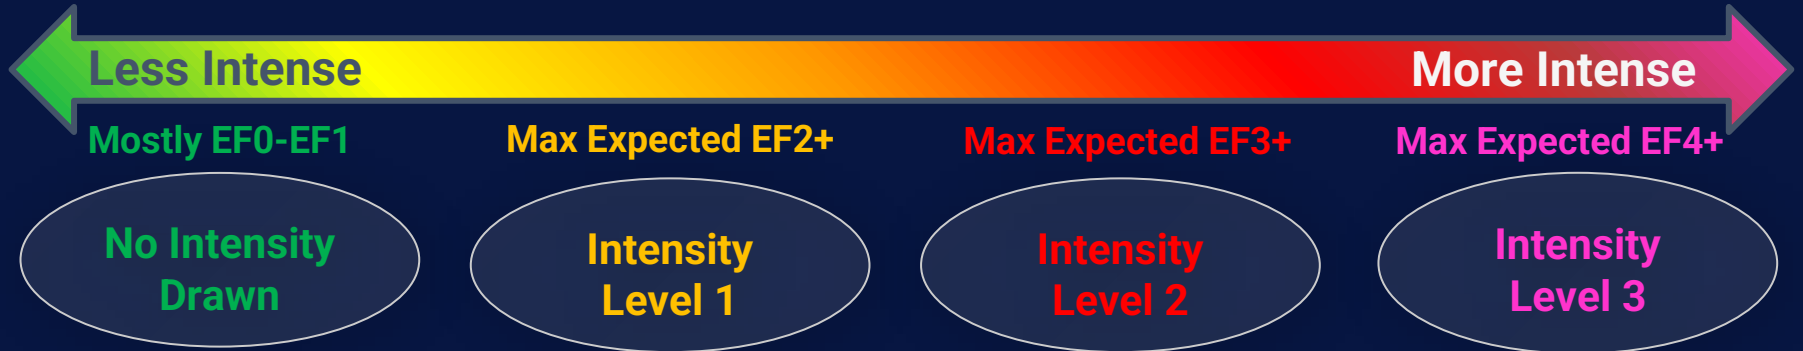 Less Intense
More Intense
Mostly EF0-EF1
Max Expected EF2+
Max Expected EF3+
Max Expected EF4+
No Intensity
Drawn
Intensity
Level 1
Intensity
Level 2
Intensity
Level 3